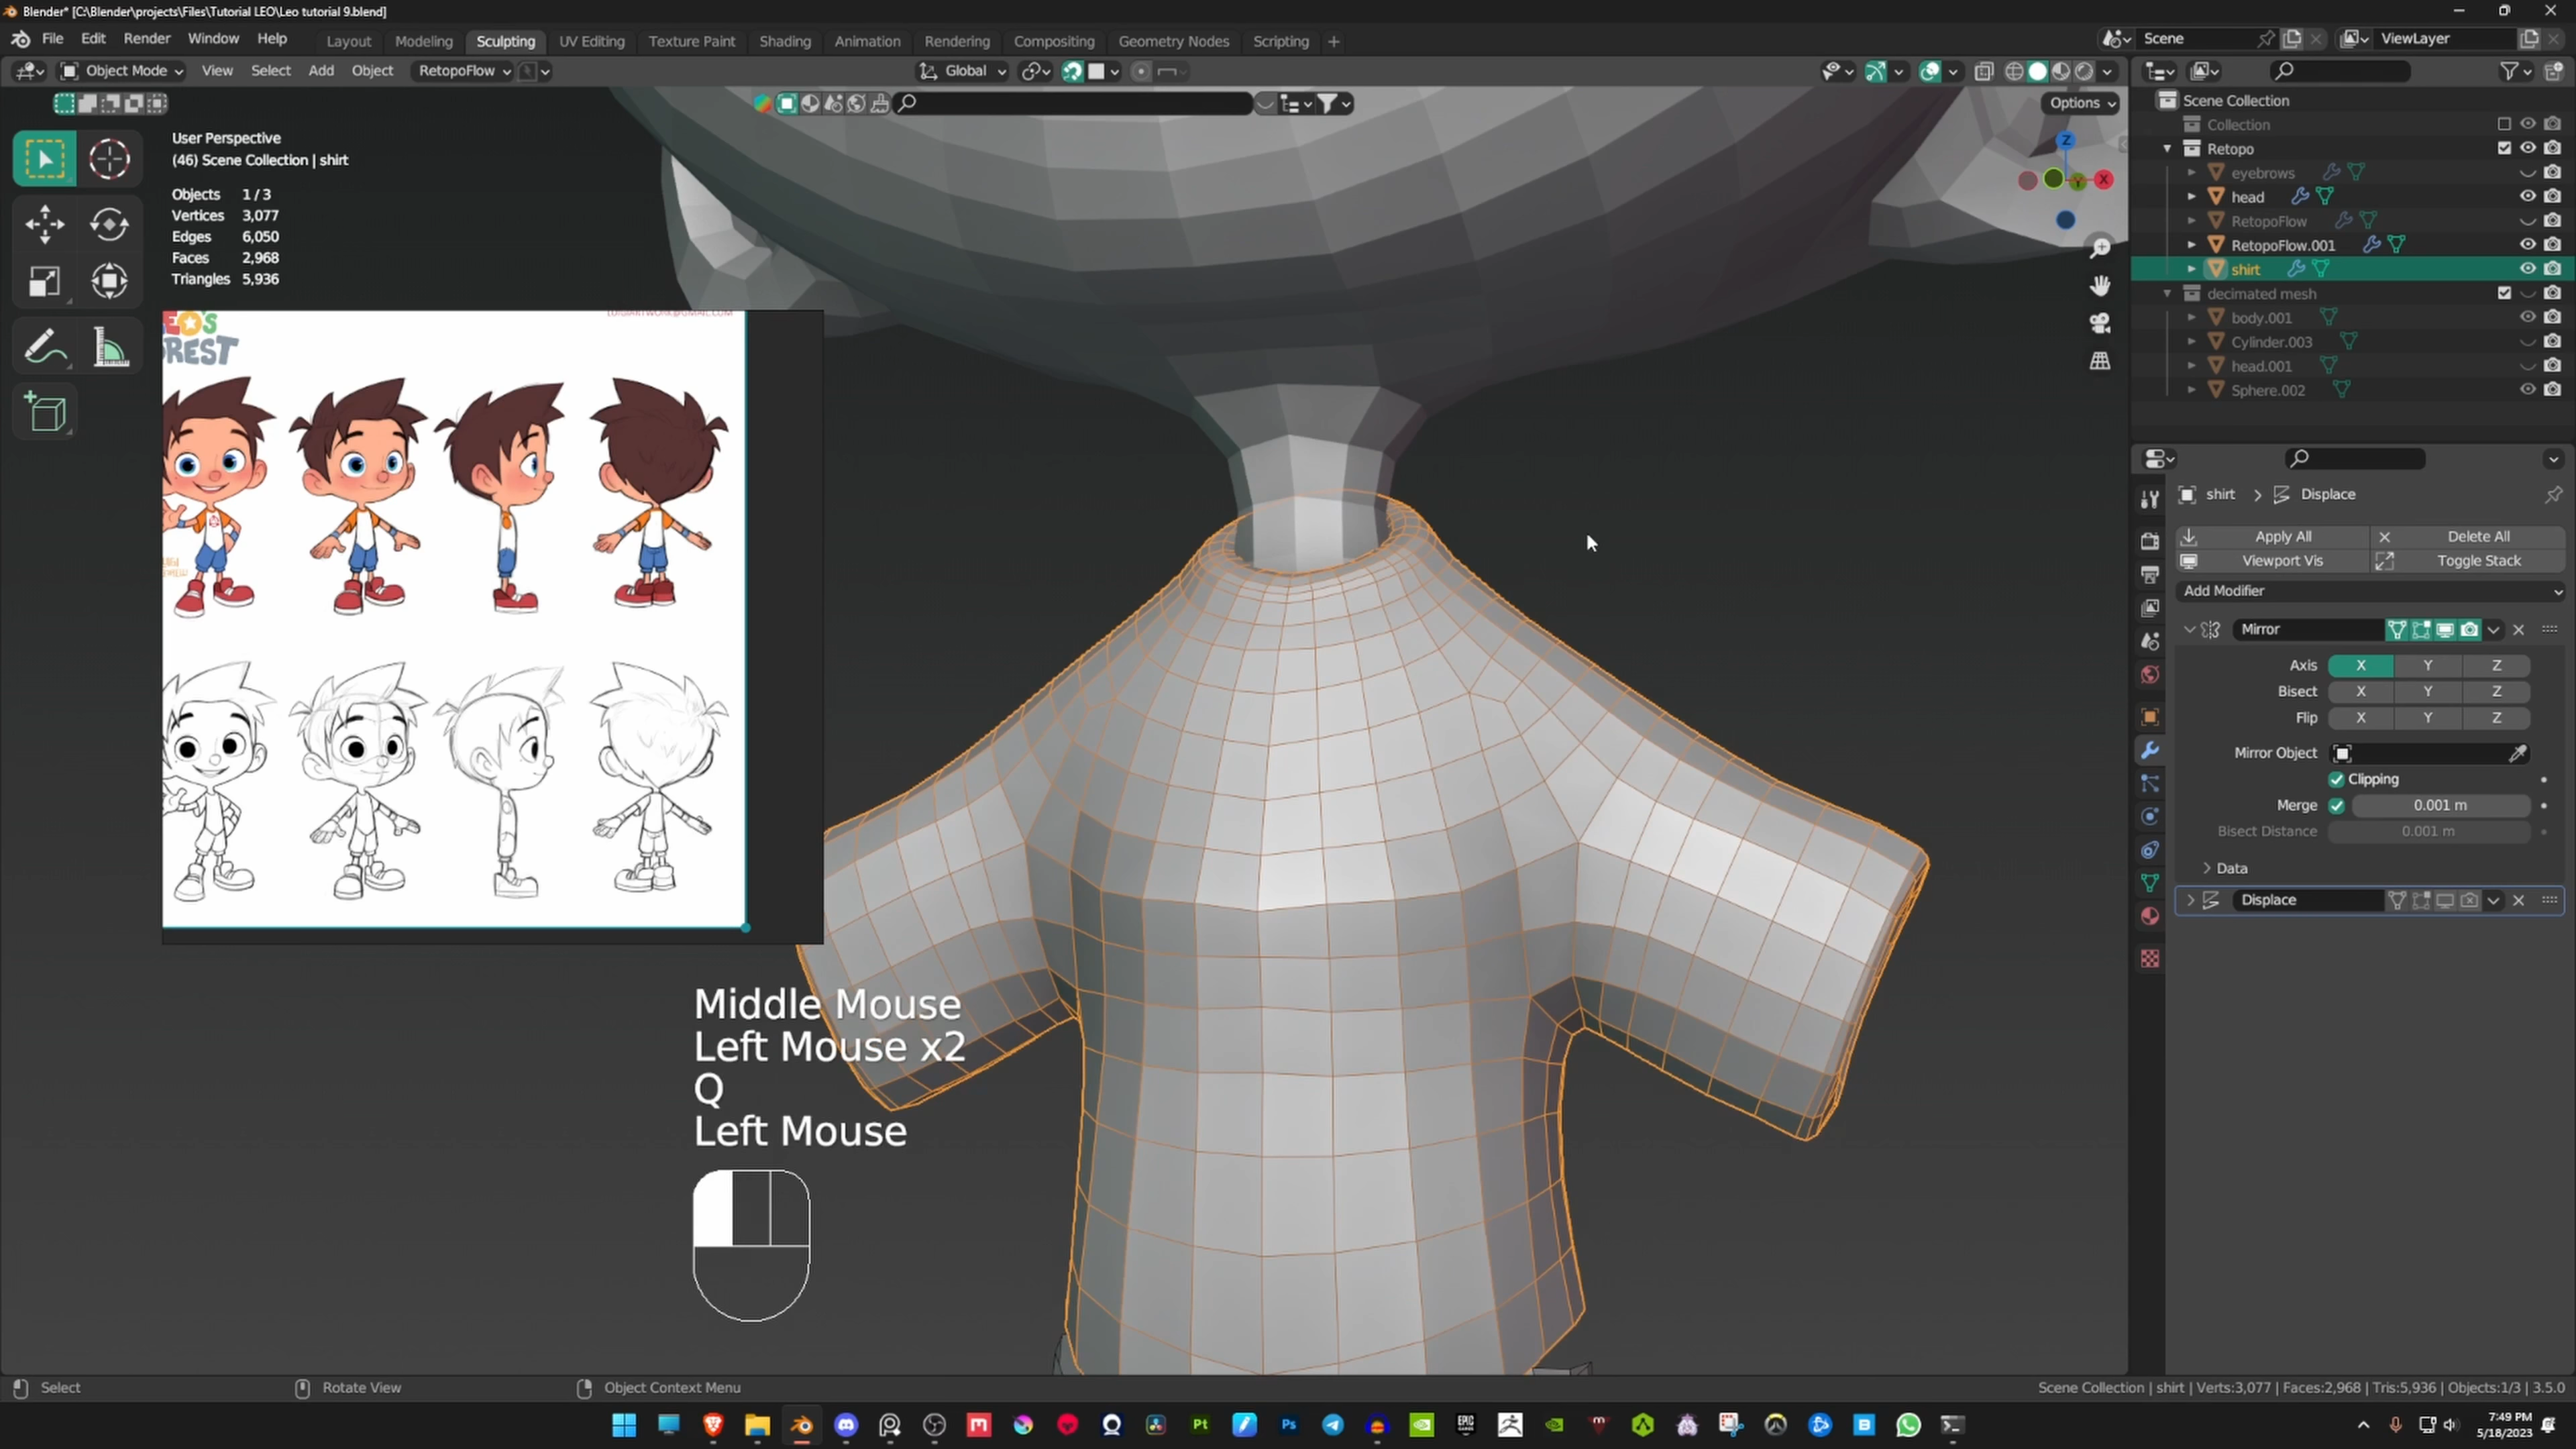 Blender* [C:\Blender\projects\Files\Tutorial LEO\Leo tutorial 9.blend]
File Edit Render Window Help
Layout Modeling Sculpting UV Editing Texture Paint Shading Animation Rendering Compositing Geometry Nodes Scripting +
Scene
ViewLayer
Object Mode View Select Add Object RetopoFlow
Global
Options
User Perspective
(46) Scene Collection | shirt
Objects 1 / 3
Vertices 3,077
Edges 6,050
Faces 2,968
Triangles 5,936
EO'S
REST
Z
X
Scene Collection
Collection
Retopo
eyebrows
head
RetopoFlow
RetopoFlow.001
shirt
decimated mesh
body.001
Cylinder.003
head.001
Sphere.002
shirt > Displace
Apply All Delete All
Viewport Vis Toggle Stack
Add Modifier
Mirror
Axis X Y Z
Bisect X Y Z
Flip X Y Z
Mirror Object
Clipping
Merge 0.001 m
Bisect Distance 0.001 m
Data
Displace
Middle Mouse
Left Mouse x2
Q
Left Mouse
Select
Rotate View
Object Context Menu
Scene Collection | shirt | Verts:3,077 | Faces:2,968 | Tris:5,936 | Objects:1/3 | 3.5.0
Pt
Ps
EPIC
GAMES
7:49 PM
5/18/2023